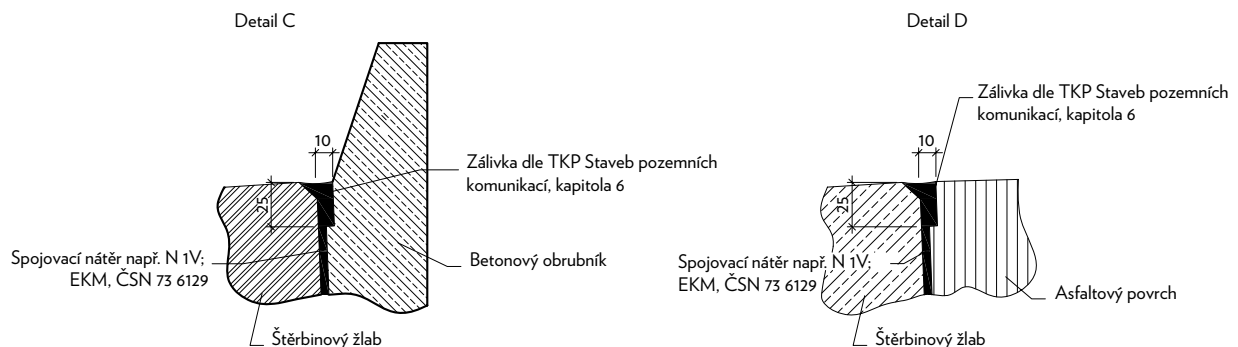 Detail C
10
25
Zálivka dle TKP Staveb pozemních
komunikací, kapitola 6
Spojovací nátěr např. N 1V;
EKM, ČSN 73 6129
Betonový obrubník
Štěrbinový žlab
Detail D
Zálivka dle TKP Staveb pozemních
komunikací, kapitola 6
10
25
Spojovací nátěr např. N 1V;
EKM, ČSN 73 6129
Asfaltový povrch
Štěrbinový žlab